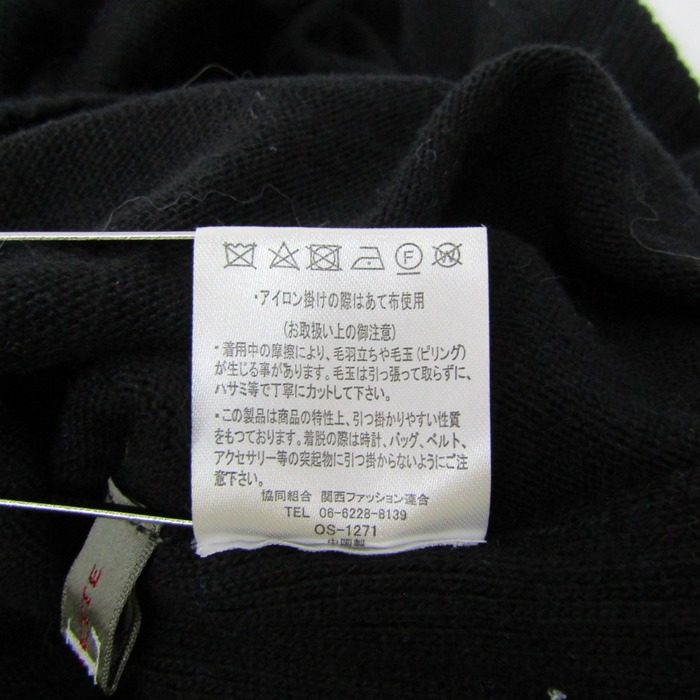 F W
・アイロン掛けの際はあて布使用
(お取扱い上の御注意)
・着用中の摩擦により、毛羽立ちや毛玉(ピリング)
が生じる事があります。毛玉は引っ張って取らずに、
ハサミ等で丁寧にカットして下さい。
・この製品は商品の特性上、引っ掛かりやすい性質
をもつております。着脱の際は時計、バッグ、ベルト、
アクセサリー等の突起物に引っ掛からないようにご注
意下さい。
協同組合 関西ファッション連合
TEL 06-6228-8139
OS-1271
中国製